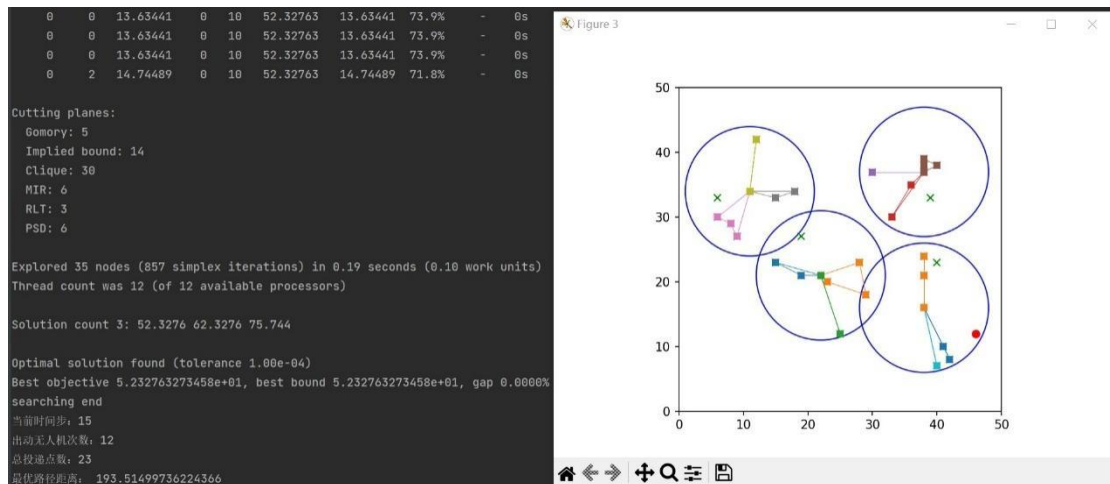 0 0 13.63441 0 10 52.32763 13.63441 73.9% - 0s
0 0 13.63441 0 10 52.32763 13.63441 73.9% - 0s
0 0 13.63441 0 10 52.32763 13.63441 73.9% - 0s
0 2 14.74489 0 10 52.32763 14.74489 71.8% - 0s
Cutting planes:
Gomory: 5
Implied bound: 14
Clique: 30
MIR: 6
RLT: 3
PSD: 6
Explored 35 nodes (857 simplex iterations) in 0.19 seconds (0.10 work units)
Thread count was 12 (of 12 available processors)
Solution count 3: 52.3276 62.3276 75.744
Optimal solution found (tolerance 1.00e-04)
Best objective 5.232763273458e+01, best bound 5.232763273458e+01, gap 0.0000%
searching end
当前时间步：15
出动无人机次数：12
总投递点数：23
最优路径距离： 193.51499736224366
Figure 3
50
40
30
20
10
0
0 10 20 30 40 50